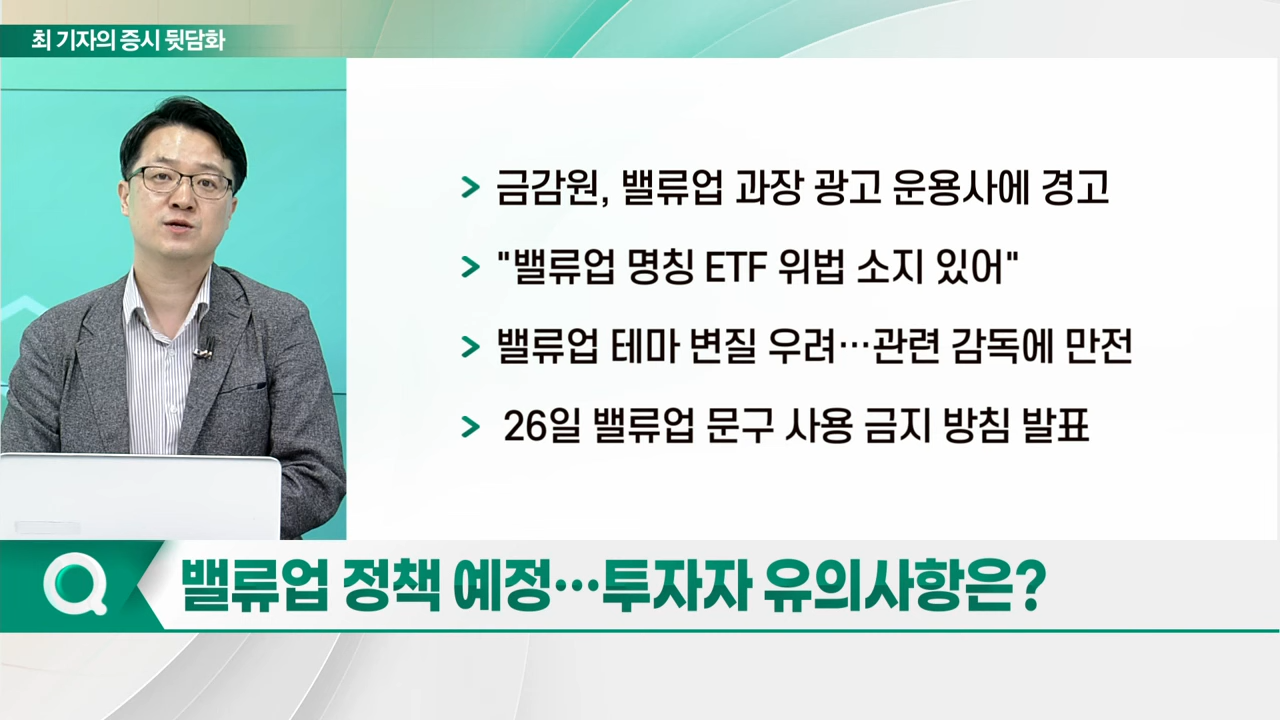 최 기자의 증시 뒷담화
> 금감원, 밸류업 과장 광고 운용사에 경고
> "밸류업 명칭 ETF 위법 소지 있어"
> 밸류업 테마 변질 우려…관련 감독에 만전
> 26일 밸류업 문구 사용 금지 방침 발표
Q 밸류업 정책 예정…투자자 유의사항은?